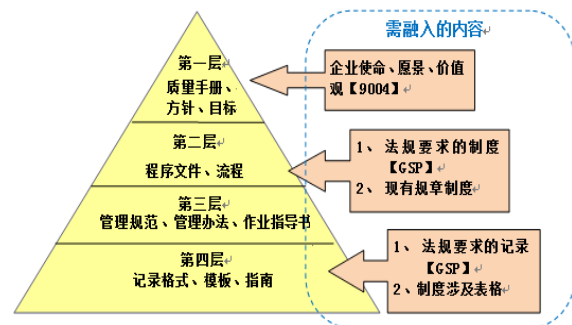 需融入的内容
第一层
质量手册、
方针、目标
企业使命、愿景、价值
观【9004】
第二层
程序文件、流程
1、 法规要求的制度
【GSP】
2、 现有规章制度
第三层
管理规范、管理办法、作业指导书
第四层
记录格式、模板、指南
1、 法规要求的记录
【GSP】
2、制度涉及表格